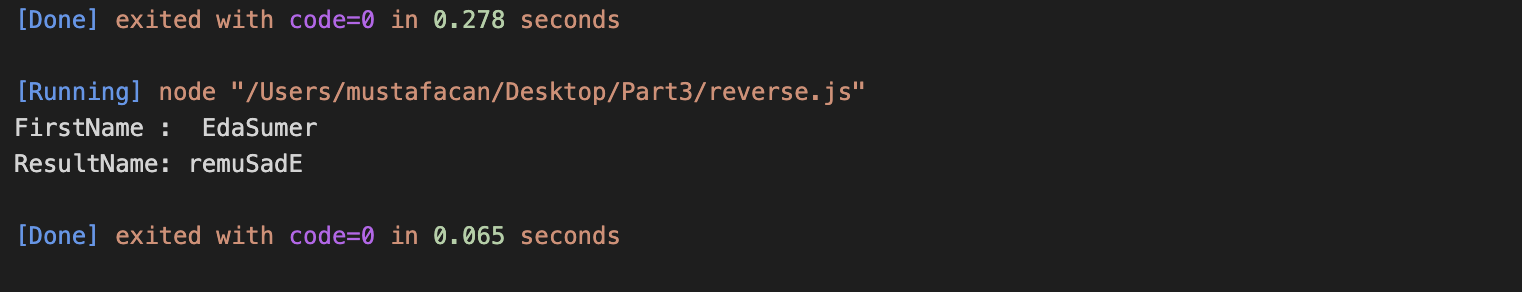 [Done] exited with code=0 in 0.278 seconds
[Running] node "/Users/mustafacan/Desktop/Part3/reverse.js"
FirstName :  EdaSumer
ResultName: remuSadE
[Done] exited with code=0 in 0.065 seconds